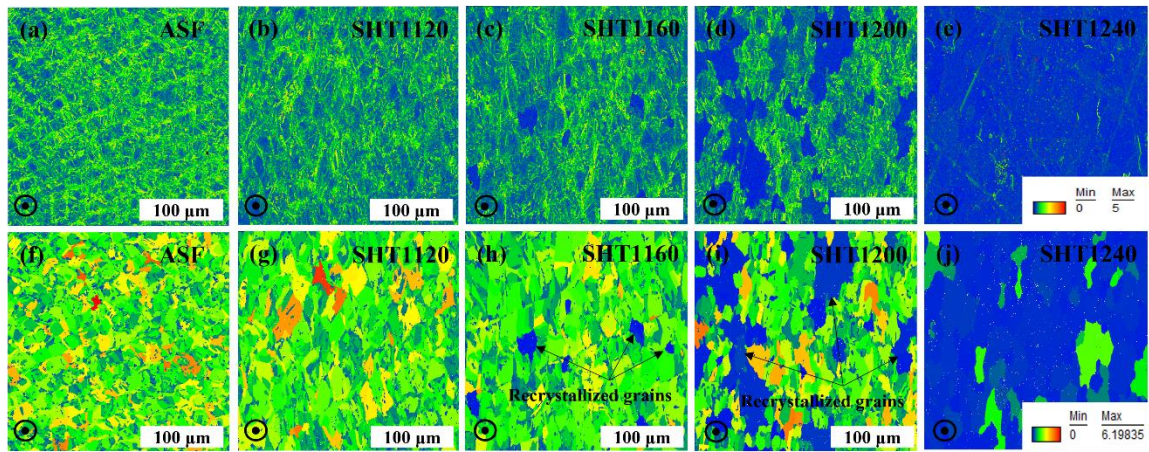 (a) ASF
(b) SHT1120
(c) SHT1160
(d) SHT1200
(e) SHT1240
100 μm
100 μm
100 μm
100 μm
Min Max
0 5
(f) ASF
(g) SHT1120
(h) SHT1160
(i) SHT1200
(j) SHT1240
Recrystallized grains
Recrystallized grains
100 μm
100 μm
100 μm
100 μm
Min Max
0 6.19835